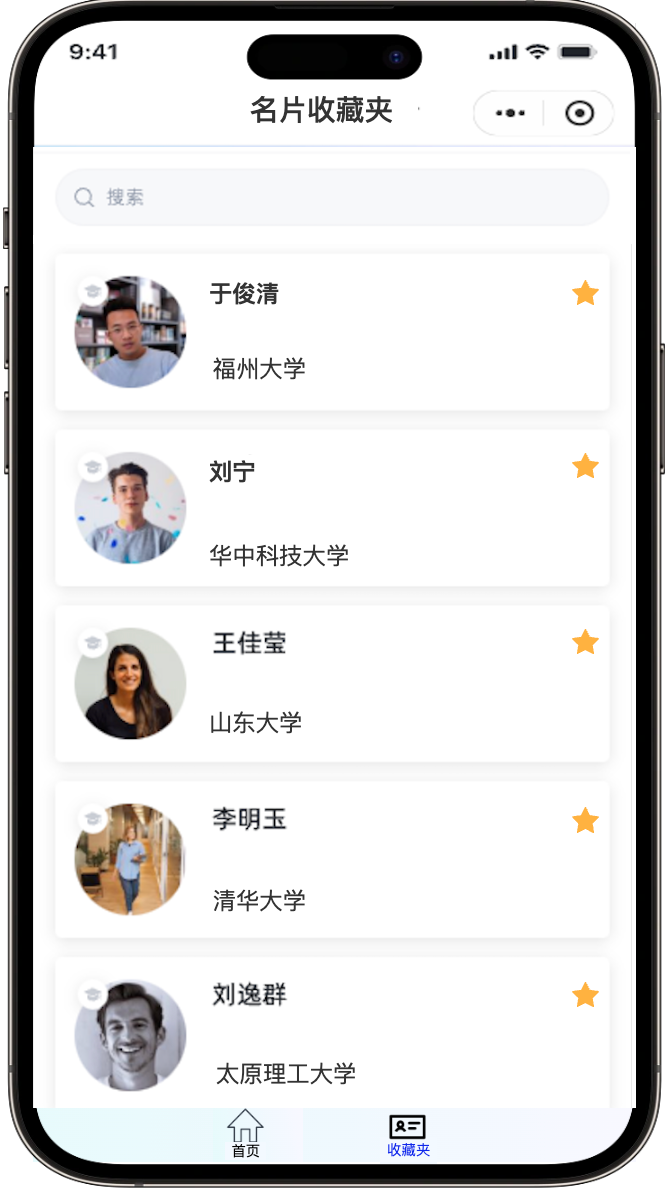 9:41
名片收藏夹
搜索
于俊清
福州大学
刘宁
华中科技大学
王佳莹
山东大学
李明玉
清华大学
刘逸群
太原理工大学
首页
收藏夹